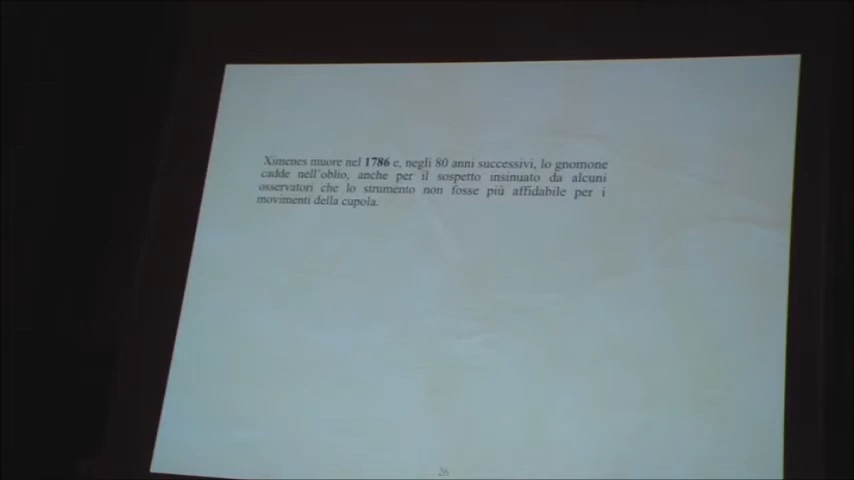 Ximenes muore nel 1786 e, negli 80 anni successivi, lo gnomone
cadde nell'oblio, anche per il sospetto insinuato da alcuni
osservatori che lo strumento non fosse più affidabile per i
movimenti della cupola.
26